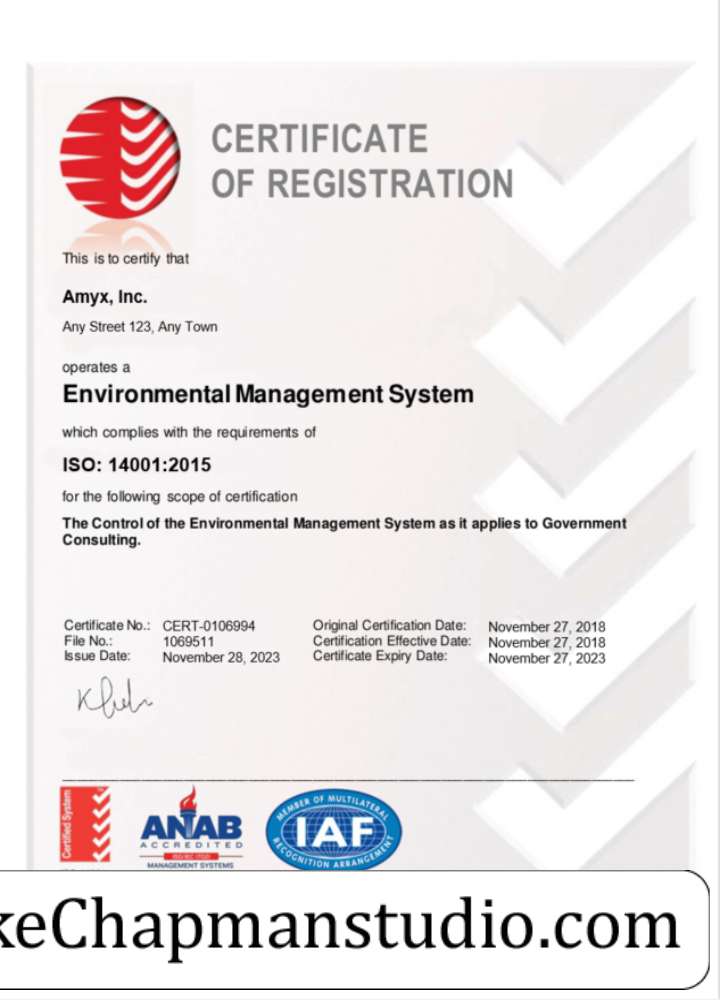 CERTIFICATE
OF REGISTRATION
This is to certify that
Amyx, Inc.
Any Street 123, Any Town
operates a
Environmental Management System
which complies with the requirements of
ISO: 14001:2015
for the following scope of certification
The Control of the Environmental Management System as it applies to Government
Consulting.
Certificate No.: CERT-0106994
File No.: 1069511
Issue Date: November 28, 2023
Original Certification Date: November 27, 2018
Certification Effective Date: November 27, 2018
Certificate Expiry Date: November 27, 2023
Certified System
ANAB
ACCREDITED
MANAGEMENT SYSTEMS
MEMBER OF MULTILATERAL
IAF
RECOGNITION ARRANGEMENT
keChapmanstudio.com